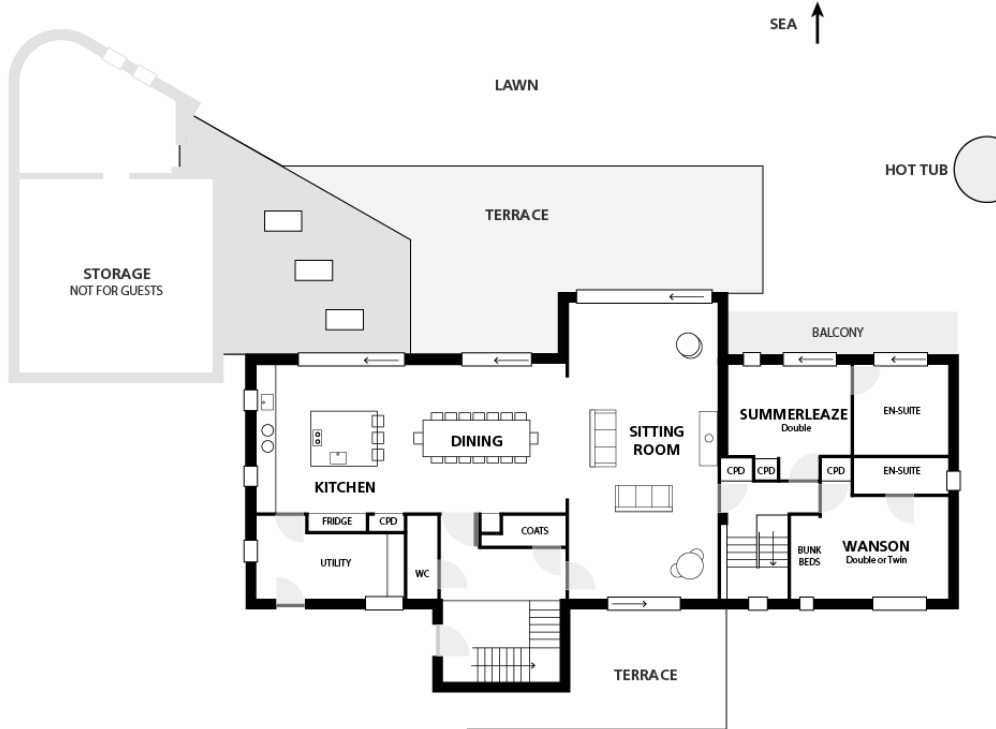 SEA
LAWN
HOT TUB
TERRACE
STORAGE
NOT FOR GUESTS
BALCONY
SUMMERLEAZE
Double
EN-SUITE
DINING
SITTING
ROOM
KITCHEN
CPD
CPD
CPD
EN-SUITE
FRIDGE
CPD
COATS
UTILITY
WC
BUNK
BEDS
WANSON
Double or Twin
TERRACE